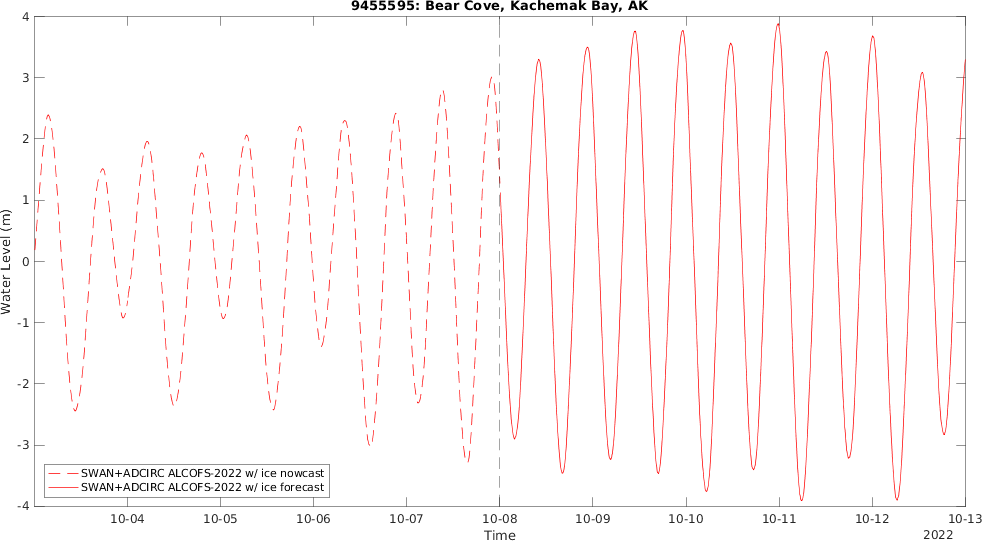 9455595: Bear Cove, Kachemak Bay, AK
Water Level (m)
4
3
2
1
0
-1
-2
-3
-4
SWAN+ADCIRC ALCOFS-2022 w/ ice nowcast
SWAN+ADCIRC ALCOFS-2022 w/ ice forecast
10-04 10-05 10-06 10-07 10-08 10-09 10-10 10-11 10-12 10-13
Time
2022